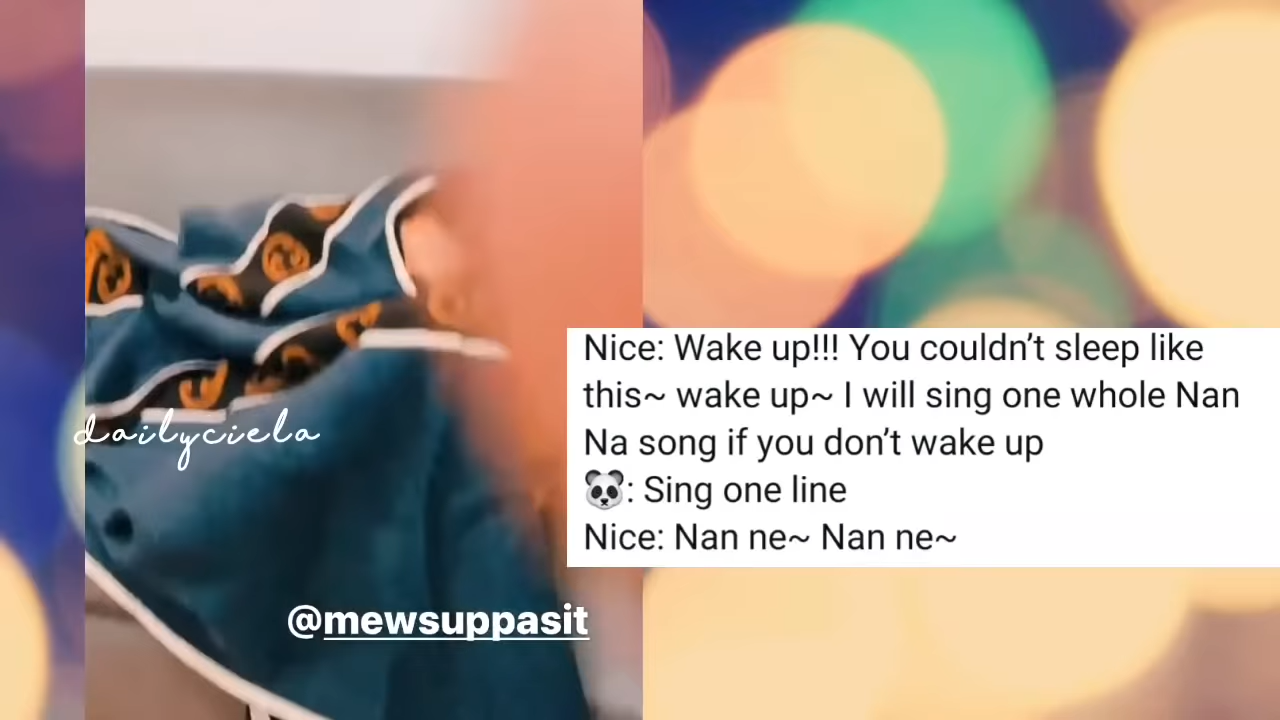 dailyciela
@mewsuppasit
Nice: Wake up!!! You couldn’t sleep like
this~ wake up~ I will sing one whole Nan
Na song if you don’t wake up
🐼: Sing one line
Nice: Nan ne~ Nan ne~